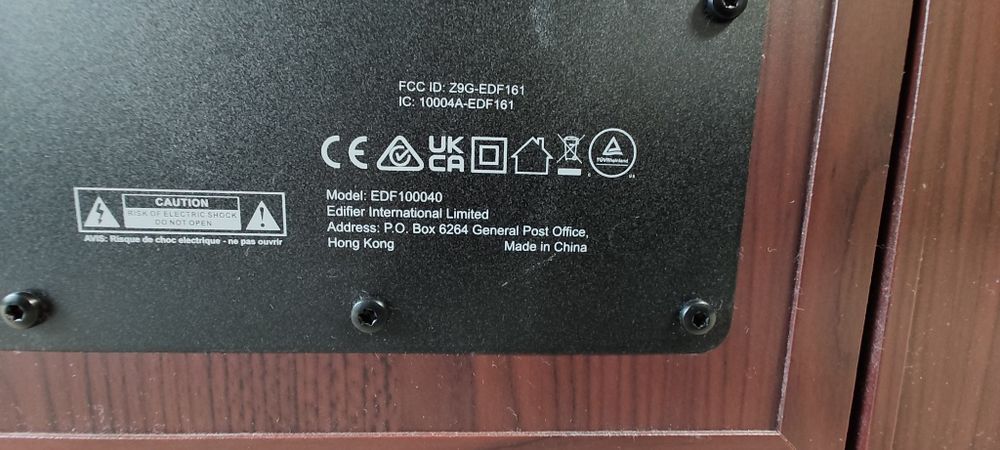 FCC ID: Z9G-EDF161
IC: 10004A-EDF161
CE UK CA TÜVRheinland
CAUTION
RISK OF ELECTRIC SHOCK
DO NOT OPEN
AVIS: Risque de choc electrique - ne pas ouvrir
Model: EDF100040
Edifier International Limited
Address: P.O. Box 6264 General Post Office,
Hong Kong Made in China